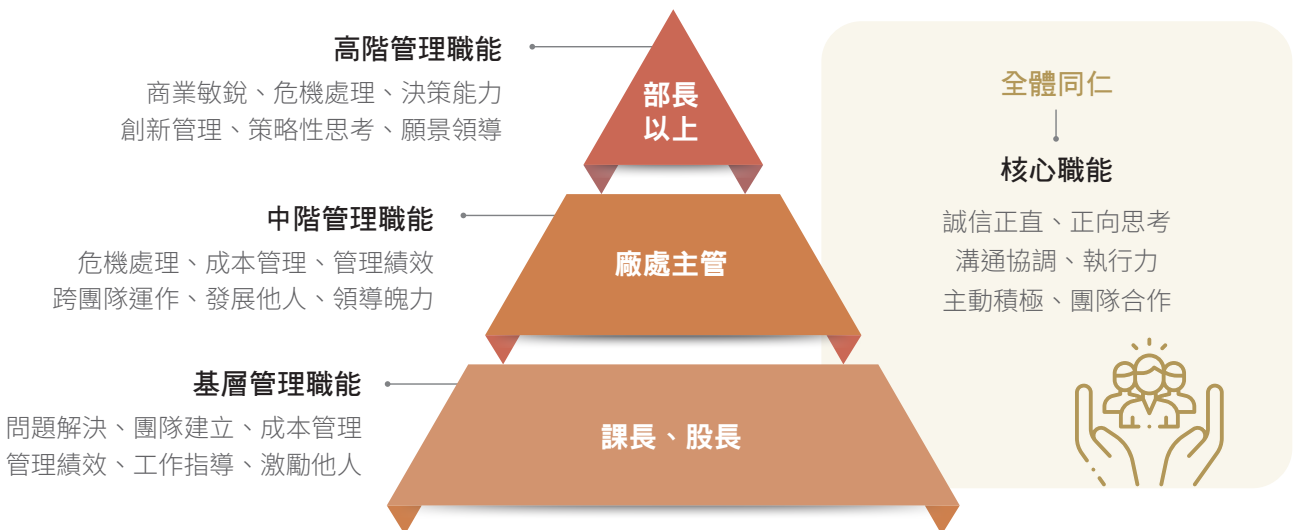 高階管理職能
商業敏銳、危機處理、決策能力
創新管理、策略性思考、願景領導
部長
以上
中階管理職能
危機處理、成本管理、管理績效
跨團隊運作、發展他人、領導魄力
廠處主管
基層管理職能
問題解決、團隊建立、成本管理
管理績效、工作指導、激勵他人
課長、股長
全體同仁
核心職能
誠信正直、正向思考
溝通協調、執行力
主動積極、團隊合作